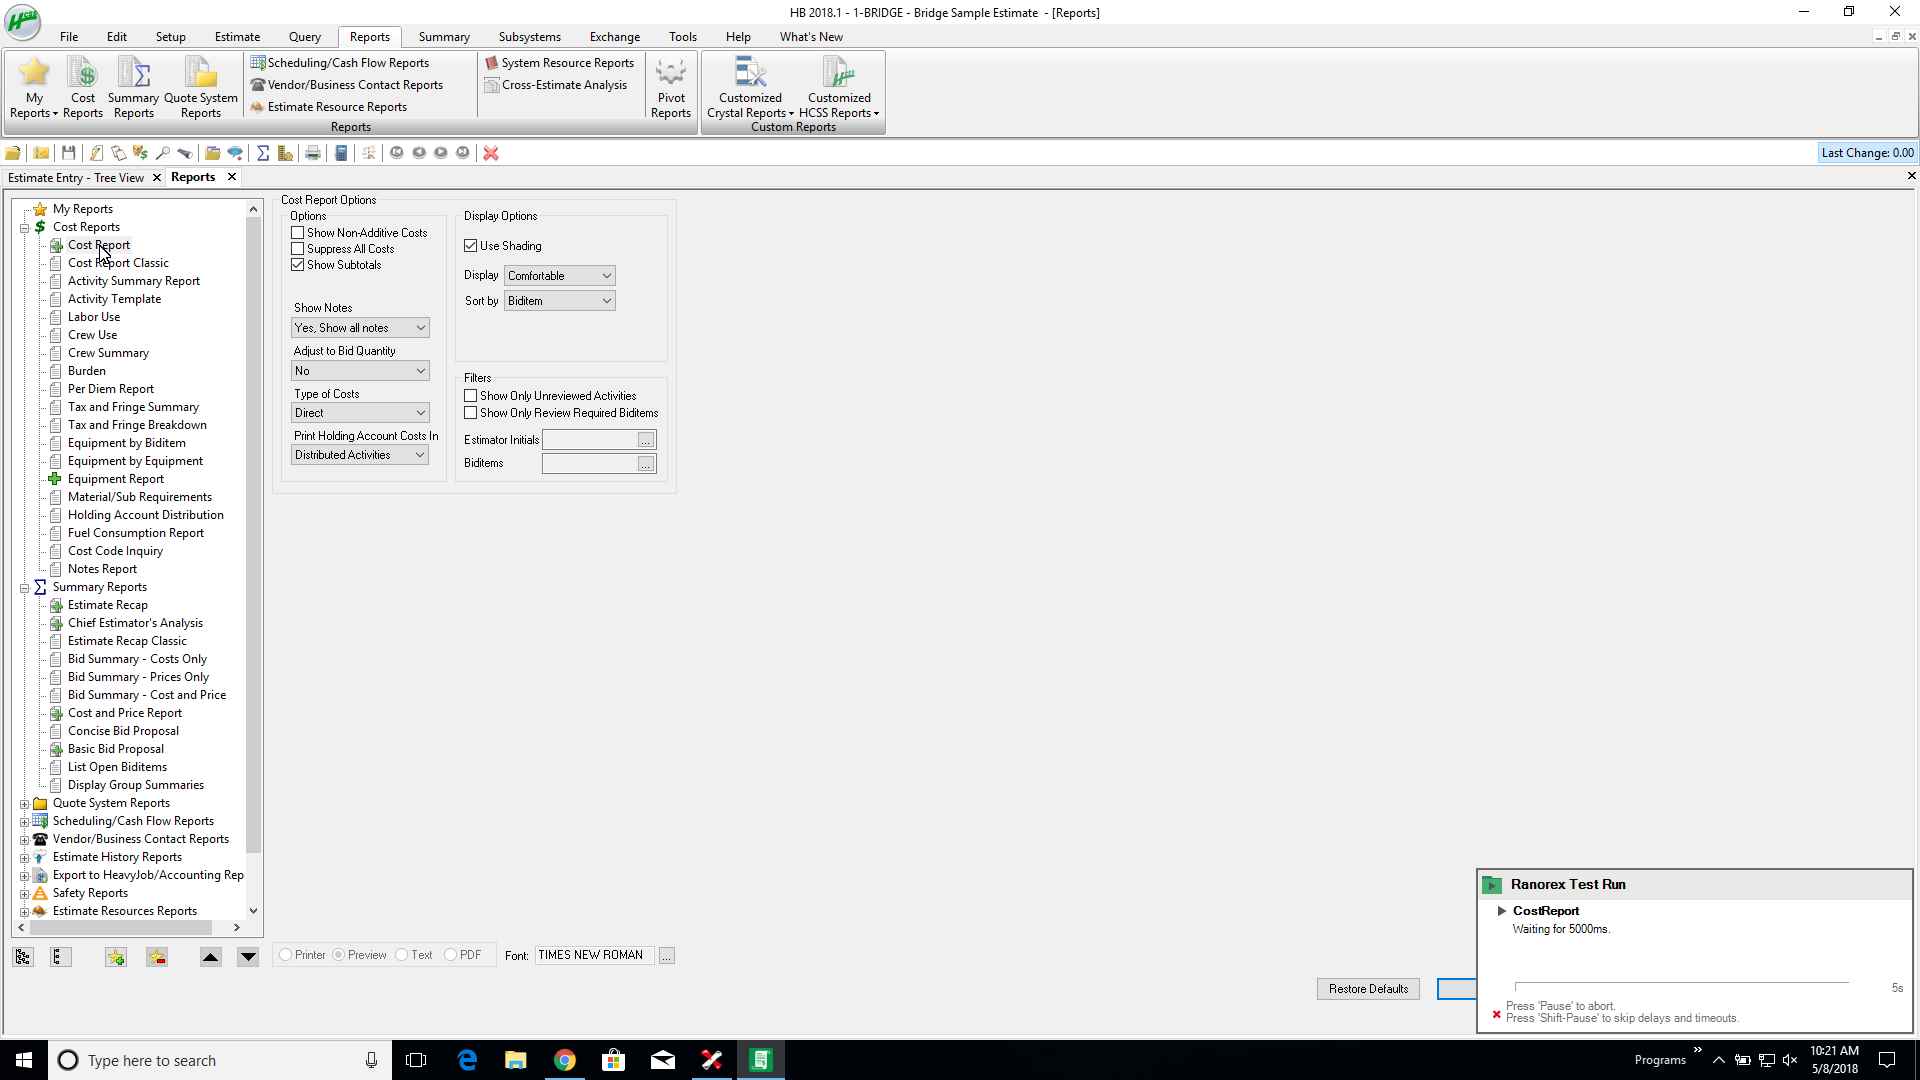 HB 2018.1 - 1-BRIDGE - Bridge Sample Estimate - [Reports]
File Edit Setup Estimate Query Reports Summary Subsystems Exchange Tools Help What's New
My Reports
Cost Reports
Summary Reports
Quote System Reports
Scheduling/Cash Flow Reports
Vendor/Business Contact Reports
Estimate Resource Reports
System Resource Reports
Cross-Estimate Analysis
Pivot Reports
Customized Crystal Reports
Customized HCSS Reports
Reports
Custom Reports
Last Change: 0.00
Estimate Entry - Tree View
Reports
My Reports
Cost Reports
Cost Report
Cost Report Classic
Activity Summary Report
Activity Template
Labor Use
Crew Use
Crew Summary
Burden
Per Diem Report
Tax and Fringe Summary
Tax and Fringe Breakdown
Equipment by Biditem
Equipment by Equipment
Equipment Report
Material/Sub Requirements
Holding Account Distribution
Fuel Consumption Report
Cost Code Inquiry
Notes Report
Summary Reports
Estimate Recap
Chief Estimator's Analysis
Estimate Recap Classic
Bid Summary - Costs Only
Bid Summary - Prices Only
Bid Summary - Cost and Price
Cost and Price Report
Concise Bid Proposal
Basic Bid Proposal
List Open Biditems
Display Group Summaries
Quote System Reports
Scheduling/Cash Flow Reports
Vendor/Business Contact Reports
Estimate History Reports
Export to HeavyJob/Accounting Rep
Safety Reports
Estimate Resources Reports
Cost Report Options
Options
Show Non-Additive Costs
Suppress All Costs
Show Subtotals
Show Notes
Yes, Show all notes
Adjust to Bid Quantity
No
Type of Costs
Direct
Print Holding Account Costs In
Distributed Activities
Display Options
Use Shading
Display Comfortable
Sort by Biditem
Filters
Show Only Unreviewed Activities
Show Only Review Required Biditems
Estimator Initials ...
Biditems ...
Printer Preview Text PDF Font: TIMES NEW ROMAN ...
Restore Defaults
Ranorex Test Run
CostReport
Waiting for 5000ms.
5s
Press 'Pause' to abort.
Press 'Shift-Pause' to skip delays and timeouts.
Type here to search
Programs
10:21 AM
5/8/2018